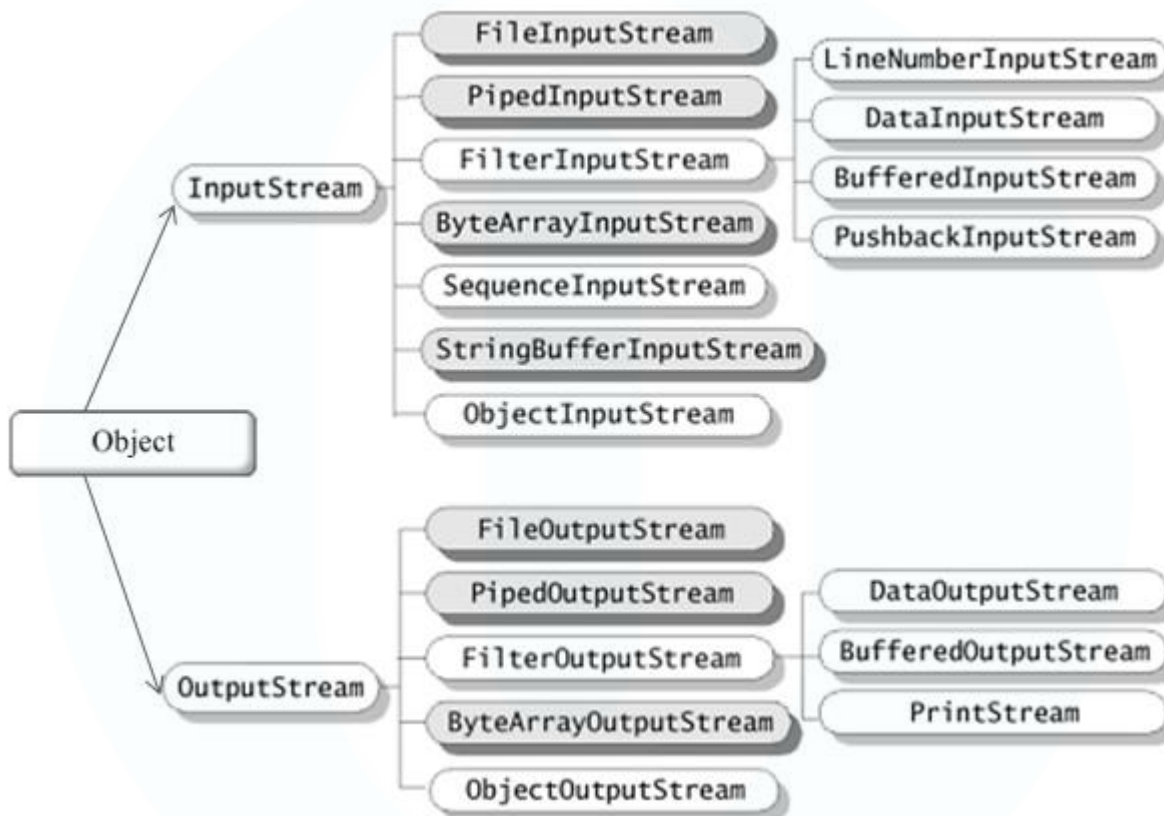 FileInputStream
PipedInputStream
FilterInputStream
ByteArrayInputStream
SequenceInputStream
StringBufferInputStream
ObjectInputStream
LineNumberInputStream
DataInputStream
BufferedInputStream
PushbackInputStream
InputStream
Object
FileOutputStream
PipedOutputStream
FilterOutputStream
ByteArrayOutputStream
ObjectOutputStream
DataOutputStream
BufferedOutputStream
PrintStream
OutputStream